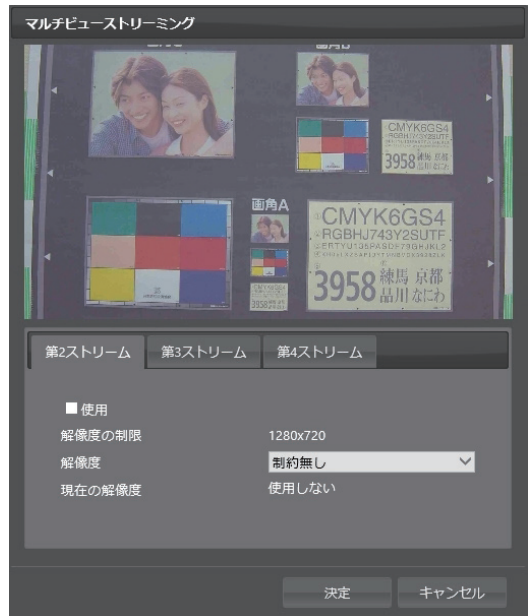 マルチビューストリーミング
CMYK6GS4
3958 練馬 京都
画角A
CMYK6GS4
RGBHJ743Y2SUTF
3958 練馬 京都
品川 なにわ
第2ストリーム 第3ストリーム 第4ストリーム
使用
解像度の制限 1280x720
解像度 制約無し
現在の解像度 使用しない
決定 キャンセル